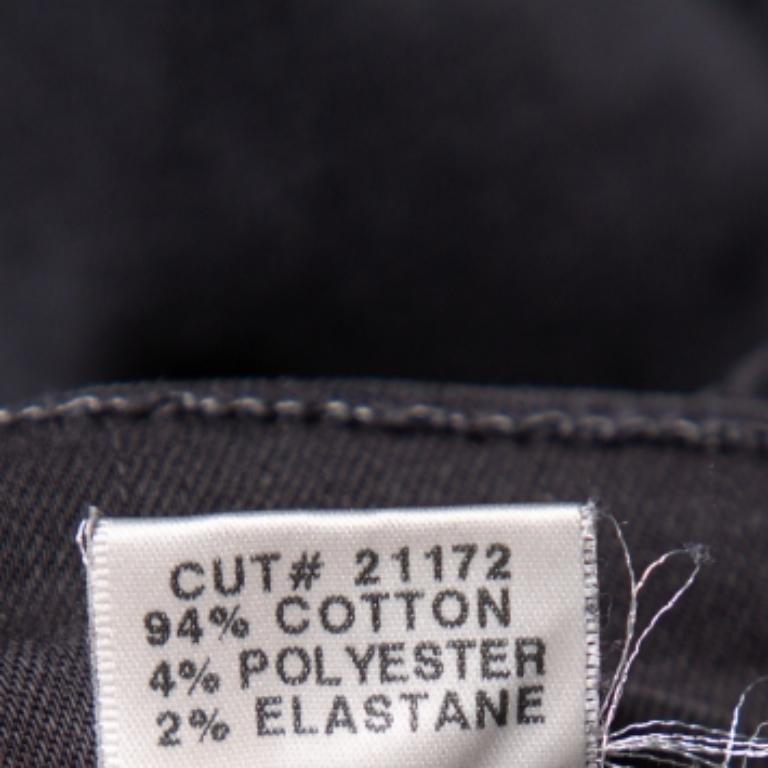 CUT# 21172
94% COTTON
4% POLYESTER
2% ELASTANE